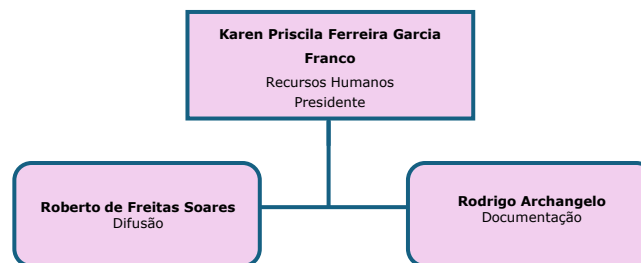 Karen Priscila Ferreira Garcia
Franco
Recursos Humanos
Presidente
Roberto de Freitas Soares
Difusão
Rodrigo Archangelo
Documentação